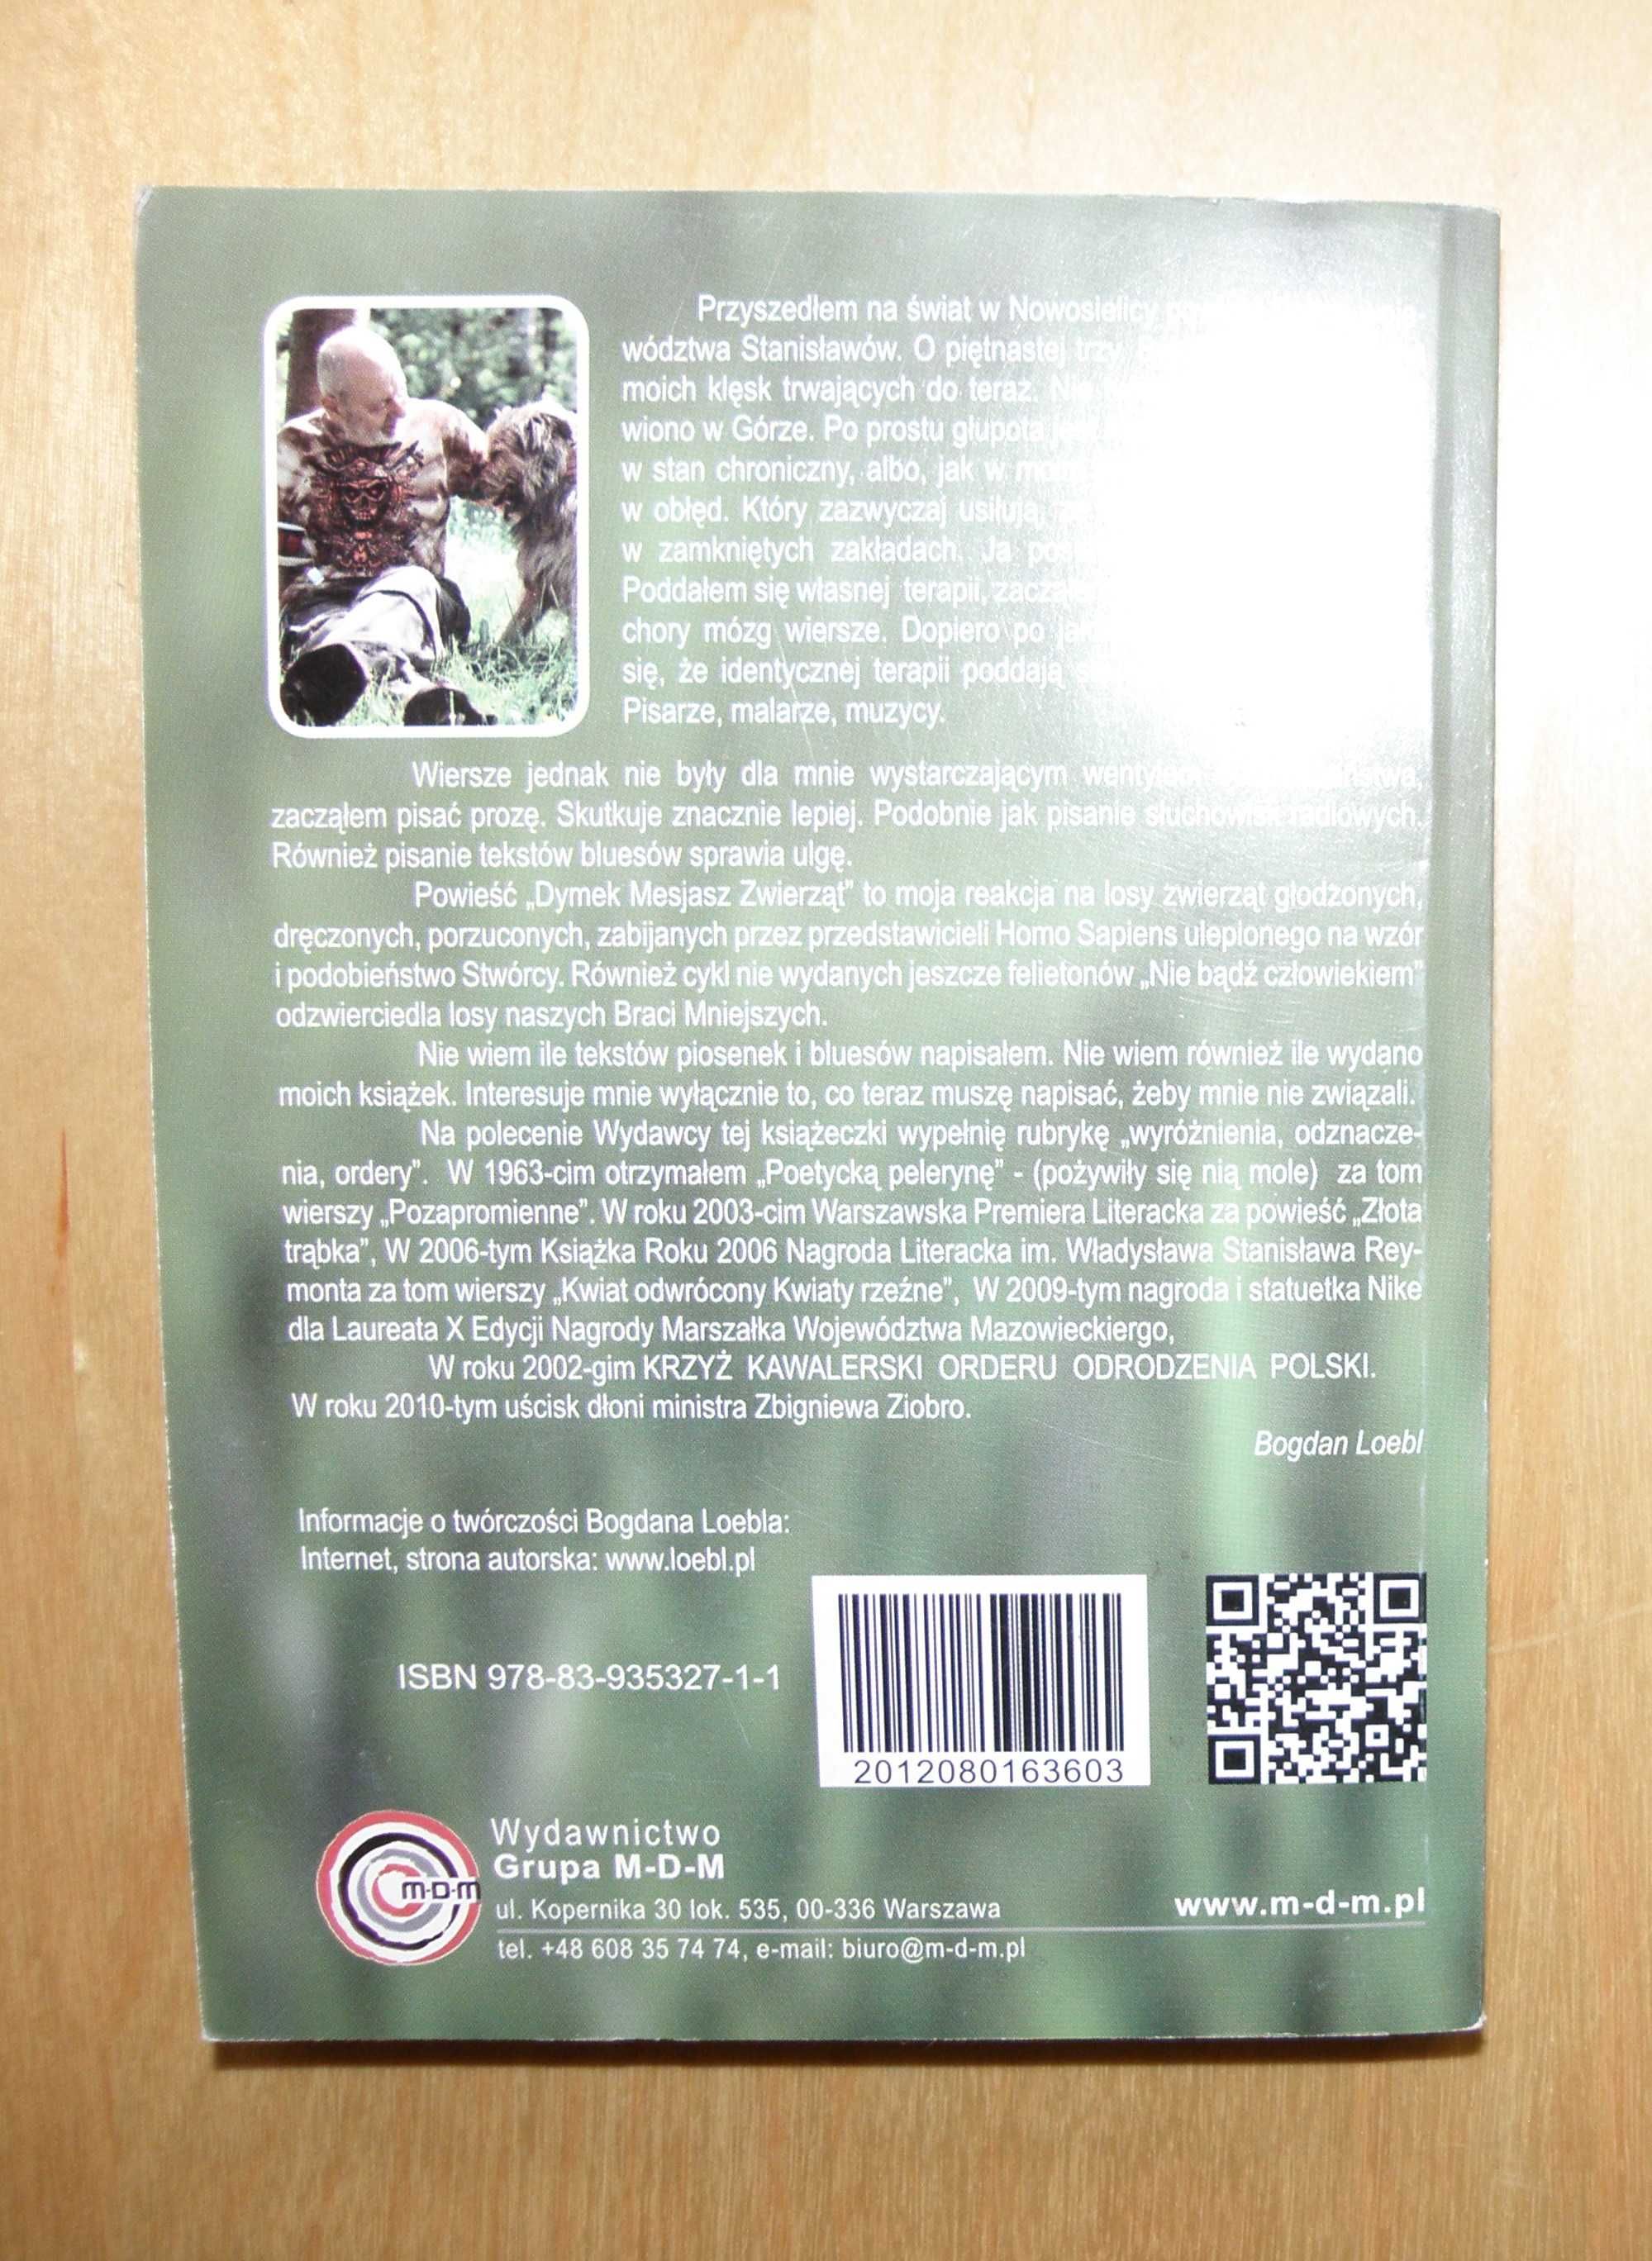 Przyszedłem na świat w Nowosielicy
wództwa Stanisławów. O piętnastej trzy
moich klęsk trwających do teraz. Nie
wiono w Górze. Po prostu głupota
w stan chroniczny, albo, jak w
w obłęd. Który zazwyczaj usiłują
w zamkniętych zakładach. Ja
Poddałem się własnej terapii,
chory mózg wiersze. Dopiero po
się, że identycznej terapii poddają
Pisarze, malarze, muzycy.
Wiersze jednak nie były dla mnie wystarczającym
zacząłem pisać prozę. Skutkuje znacznie lepiej. Podobnie jak pisanie słuchowisk radiowych.
Również pisanie tekstów bluesów sprawia ulgę.
Powieść „Dymek Mesjasz Zwierząt" to moja reakcja na losy zwierząt głodzonych,
dręczonych, porzuconych, zabijanych przez przedstawicieli Homo Sapiens ulepionego na wzór
i podobieństwo Stwórcy. Również cykl nie wydanych jeszcze felietonów „Nie bądź człowiekiem"
odzwierciedla losy naszych Braci Mniejszych.
Nie wiem ile tekstów piosenek i bluesów napisałem. Nie wiem również ile wydano
moich książek. Interesuje mnie wyłącznie to, co teraz muszę napisać, żeby mnie nie związali.
Na polecenie Wydawcy tej książeczki wypełnię rubrykę „wyróżnienia, odznacze-
nia, ordery". W 1963-cim otrzymałem „Poetycką pelerynę" - (pożywiły się nią mole) za tom
wierszy „Pozapromienne". W roku 2003-cim Warszawska Premiera Literacka za powieść „Złota
trąbka", W 2006-tym Książka Roku 2006 Nagroda Literacka im. Władysława Stanisława Rey-
monta za tom wierszy „Kwiat odwrócony Kwiaty rzeźne", W 2009-tym nagroda i statuetka Nike
dla Laureata X Edycji Nagrody Marszałka Województwa Mazowieckiergo,
W roku 2002-gim KRZYŻ KAWALERSKI ORDERU ODRODZENIA POLSKI.
W roku 2010-tym uścisk dłoni ministra Zbigniewa Ziobro.
Bogdan Loebl
Informacje o twórczości Bogdana Loebla:
Internet, strona autorska: www.loebl.pl
ISBN 978-83-935327-1-1
2012080163603
m-D-m
Wydawnictwo
Grupa M-D-M
ul. Kopernika 30 lok. 535, 00-336 Warszawa
www.m-d-m.pl
tel. +48 608 35 74 74, e-mail: biuro@m-d-m.pl